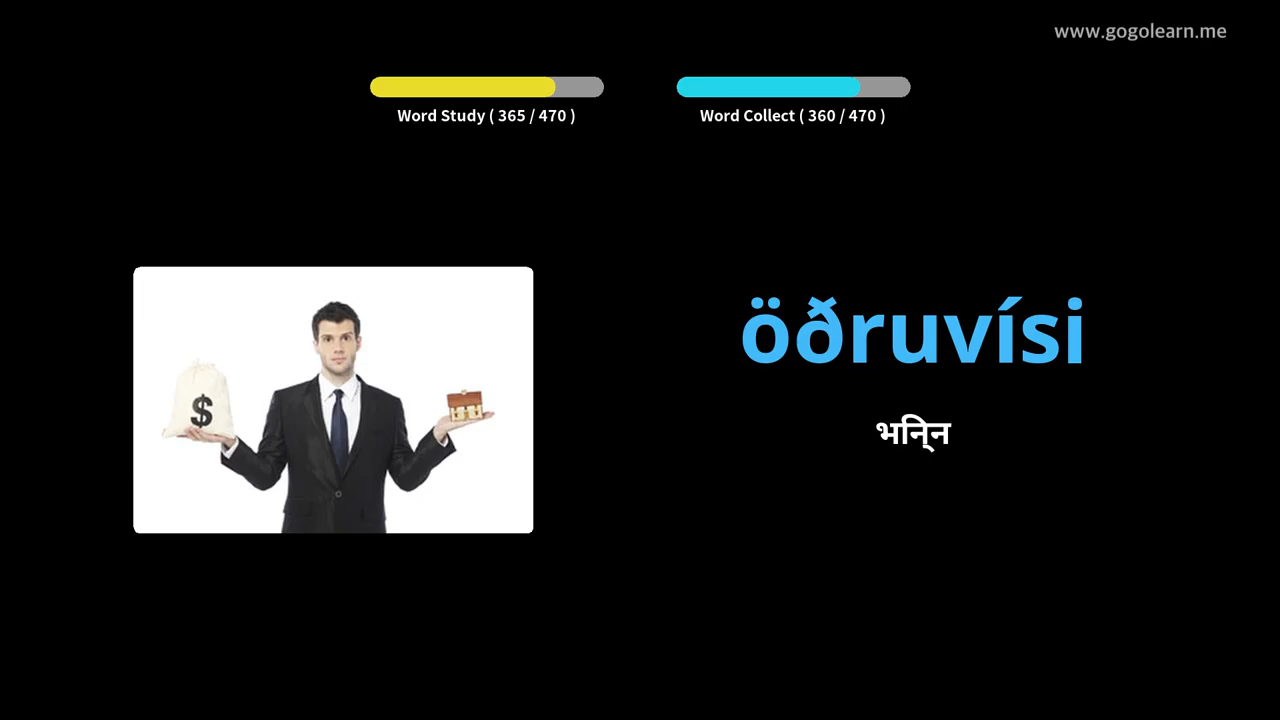 www.gogolearn.me
Word Study ( 365 / 470 )
Word Collect ( 360 / 470 )
$
öðruvísi
भिन्न